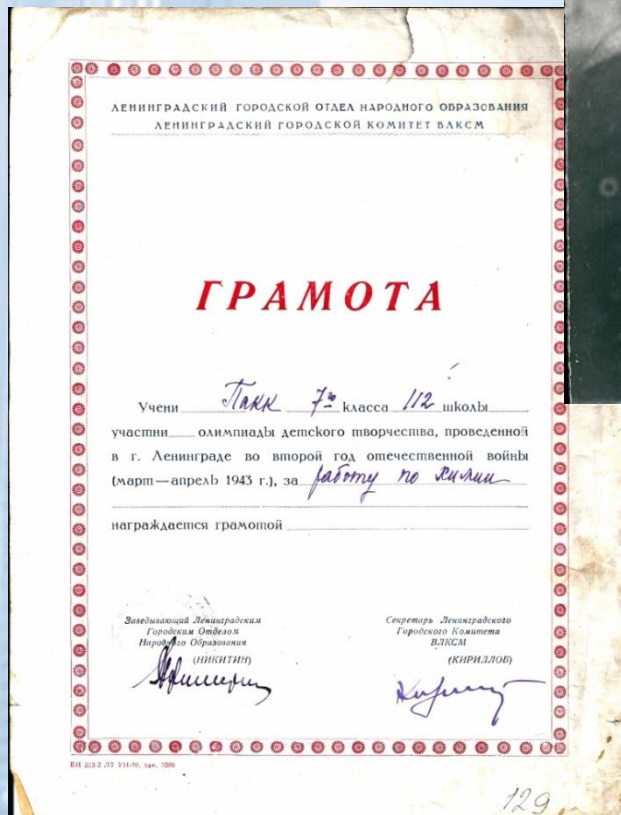 ЛЕНИНГРАДСКИЙ ГОРОДСКОЙ ОТДЕЛ НАРОДНОГО ОБРАЗОВАНИЯ
ЛЕНИНГРАДСКИЙ ГОРОДСКОЙ КОМИТЕТ ВЛКСМ
ГРАМОТА
Учени Пакк 7го класса 112 школы
участни олимпиады детского творчества, проведенной
в г. Ленинграде во второй год отечественной войны
(март—апрель 1943 г.), за работу по химии
награждается грамотой
Заведывающий Ленинградским
Городским Отделом
Народного Образования
(НИКИТИН)
Секретарь Ленинградского
Городского Комитета
ВЛКСМ
(КИРИЛЛОВ)
129